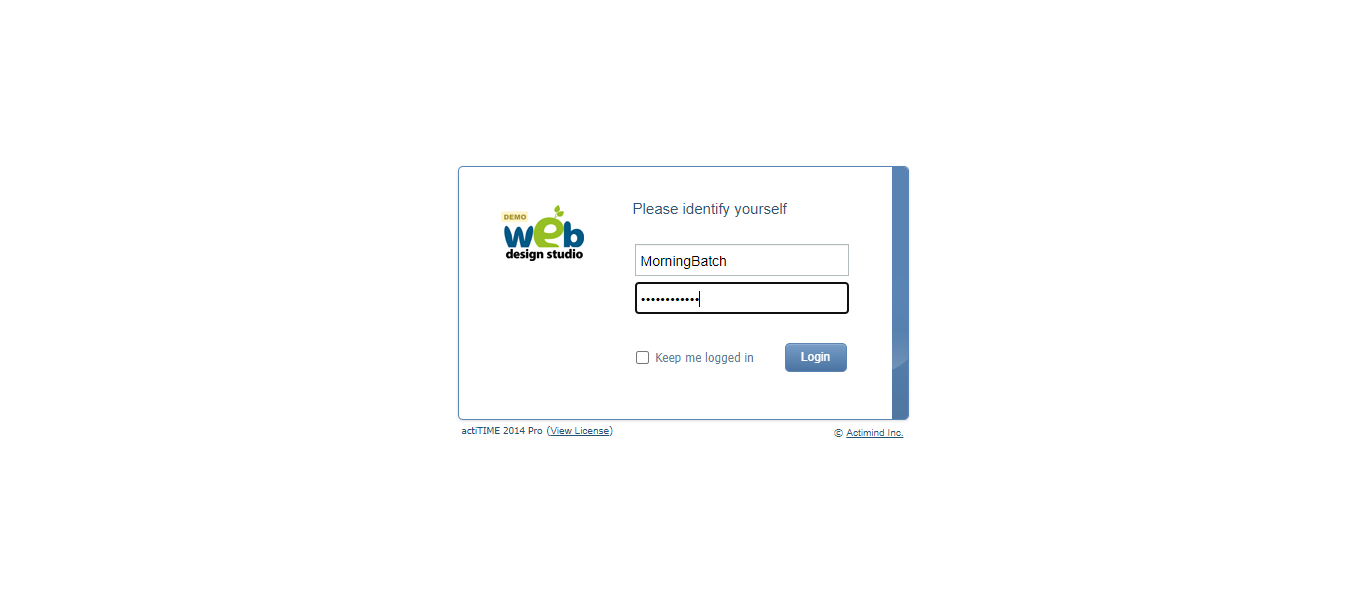 DEMO
web
design studio
Please identify yourself
MorningBatch
••••••••••••
Keep me logged in
Login
actiTIME 2014 Pro (View License)
© Actimind Inc.